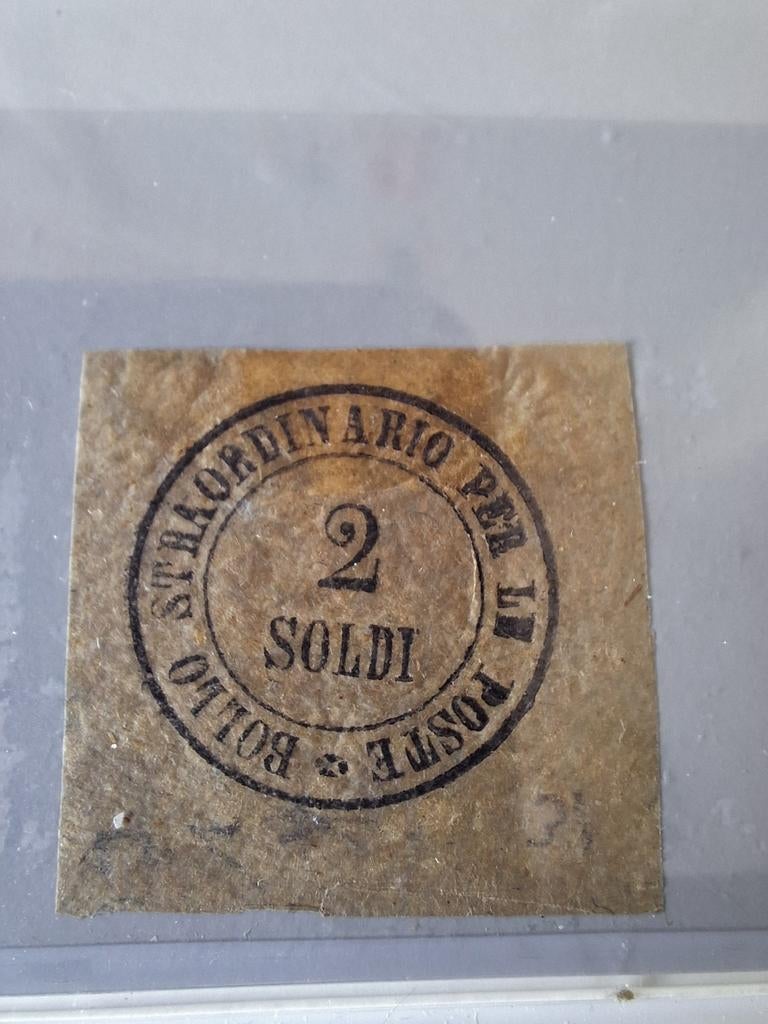 BOLLO STRAORDINARIO PER LE POSTE
2
SOLDI